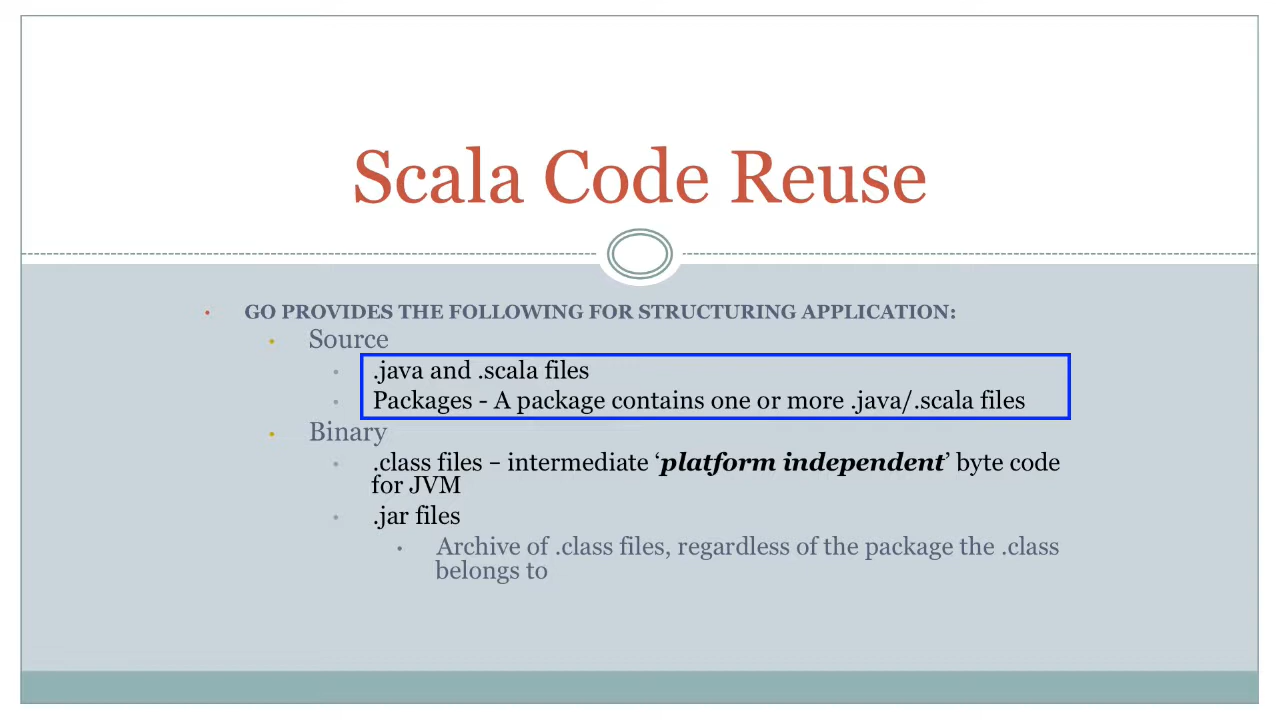 Scala Code Reuse
• GO PROVIDES THE FOLLOWING FOR STRUCTURING APPLICATION:
• Source
• .java and .scala files
• Packages - A package contains one or more .java/.scala files
• Binary
• .class files – intermediate ‘platform independent’ byte code
for JVM
• .jar files
• Archive of .class files, regardless of the package the .class
belongs to